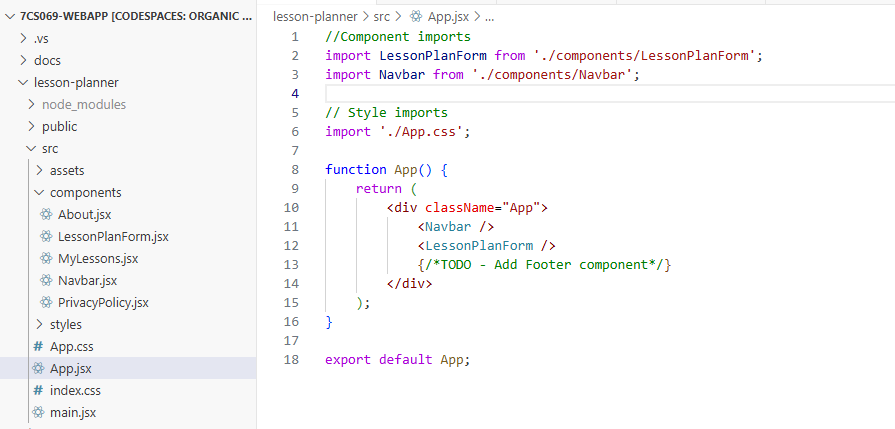 7CS069-WEBAPP [CODESPACES: ORGANIC ...
.vs
docs
lesson-planner
node_modules
public
src
assets
components
About.jsx
LessonPlanForm.jsx
MyLessons.jsx
Navbar.jsx
PrivacyPolicy.jsx
styles
# App.css
App.jsx
# index.css
main.jsx
lesson-planner > src > App.jsx > ...
1 //Component imports
2 import LessonPlanForm from './components/LessonPlanForm';
3 import Navbar from './components/Navbar';
4
5 // Style imports
6 import './App.css';
7
8 function App() {
9 return (
10 <div className="App">
11 <Navbar />
12 <LessonPlanForm />
13 {/*TODO - Add Footer component*/}
14 </div>
15 );
16 }
17
18 export default App;